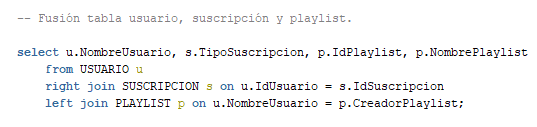 -- Fusión tabla usuario, suscripción y playlist.
select u.NombreUsuario, s.TipoSuscripcion, p.IdPlaylist, p.NombrePlaylist
from USUARIO u
right join SUSCRIPCION s on u.IdUsuario = s.IdSuscripcion
left join PLAYLIST p on u.NombreUsuario = p.CreadorPlaylist;